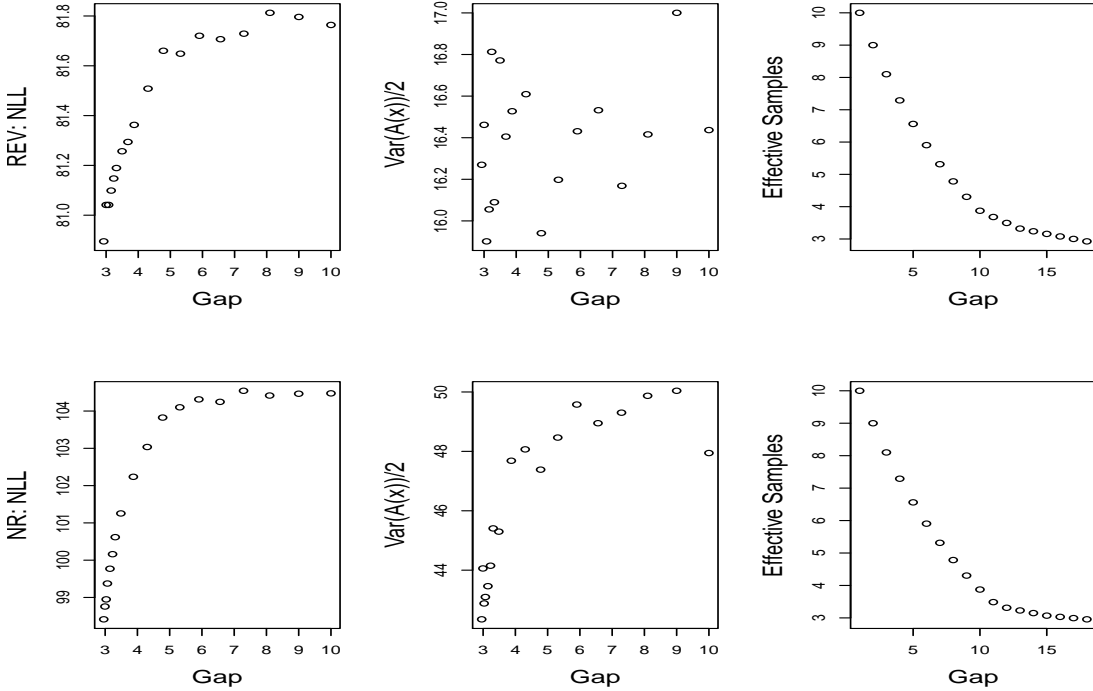 REV: NLL
81.0 81.2 81.4 81.6 81.8
3 4 5 6 7 8 9 10
Gap
Var(A(x))/2
16.0 16.2 16.4 16.6 16.8 17.0
3 4 5 6 7 8 9 10
Gap
Effective Samples
3 4 5 6 7 8 9 10
5 10 15
Gap
NR: NLL
99 100 101 102 103 104
3 4 5 6 7 8 9 10
Gap
Var(A(x))/2
44 46 48 50
3 4 5 6 7 8 9 10
Gap
Effective Samples
3 4 5 6 7 8 9 10
5 10 15
Gap